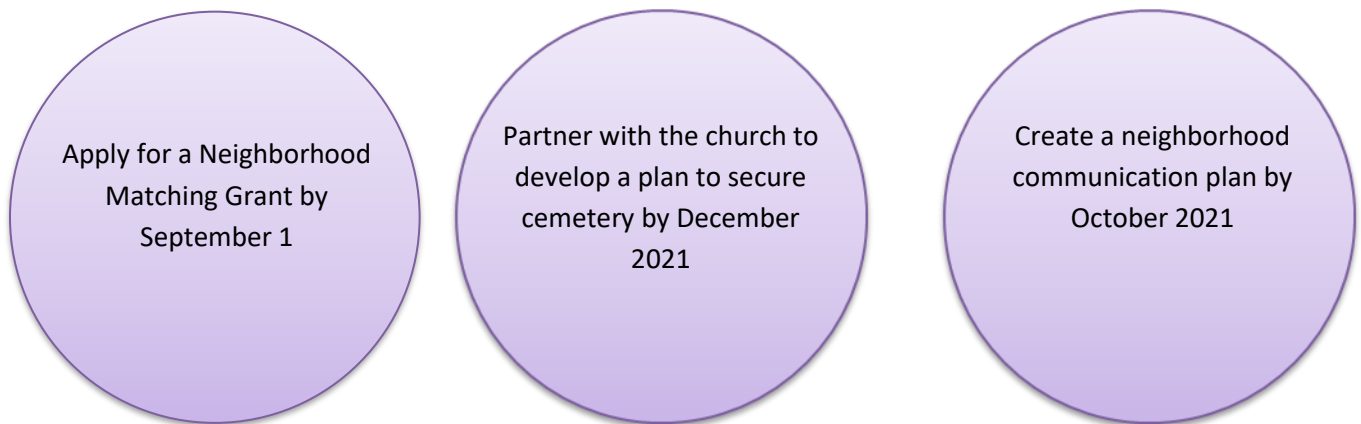 Apply for a Neighborhood
Matching Grant by
September 1
Partner with the church to
develop a plan to secure
cemetery by December
2021
Create a neighborhood
communication plan by
October 2021